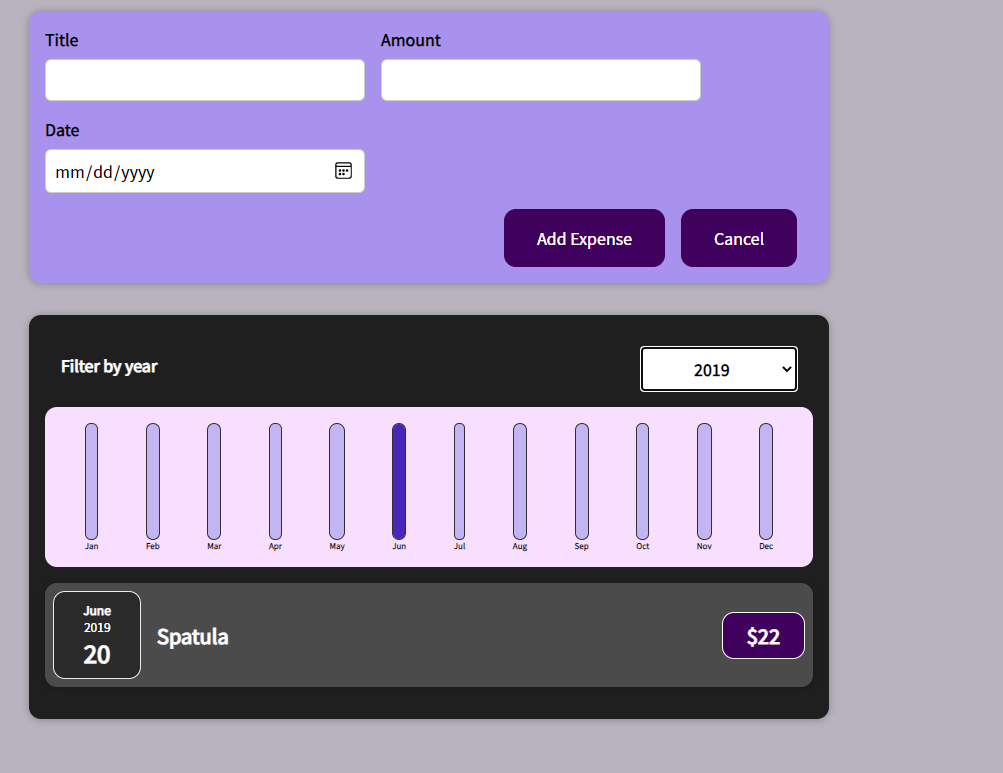 Title Amount
Date
mm/dd/yyyy
Add Expense Cancel
Filter by year 2019
Jan Feb Mar Apr May Jun Jul Aug Sep Oct Nov Dec
June
2019
20
Spatula
$22